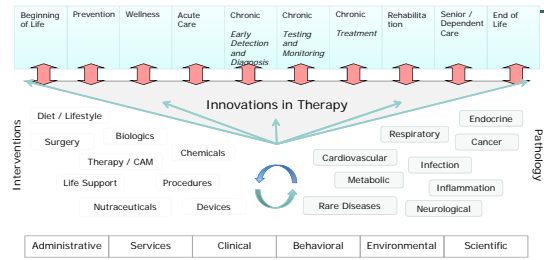 Beginning
of Life
Prevention
Wellness
Acute
Care
Chronic
Early
Detection
and
Diagnosis
Chronic
Testing
and
Monitoring
Chronic
Treatment
Rehabilita
tion
Senior /
Dependent
Care
End of
Life
Innovations in Therapy
Interventions
Diet / Lifestyle
Surgery
Biologics
Chemicals
Therapy / CAM
Life Support
Procedures
Nutraceuticals
Devices
Endocrine
Respiratory
Cancer
Cardiovascular
Infection
Metabolic
Inflammation
Rare Diseases
Neurological
Pathology
Administrative
Services
Clinical
Behavioral
Environmental
Scientific